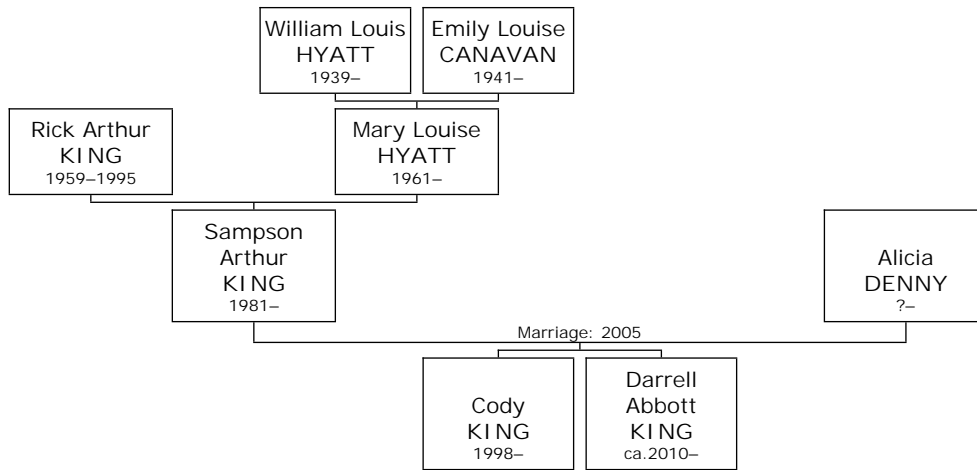 William Louis
HYATT
1939–
Emily Louise
CANAVAN
1941–
Rick Arthur
KING
1959–1995
Mary Louise
HYATT
1961–
Sampson
Arthur
KING
1981–
Alicia
DENNY
?–
Marriage: 2005
Cody
KING
1998–
Darrell
Abbott
KING
ca.2010–